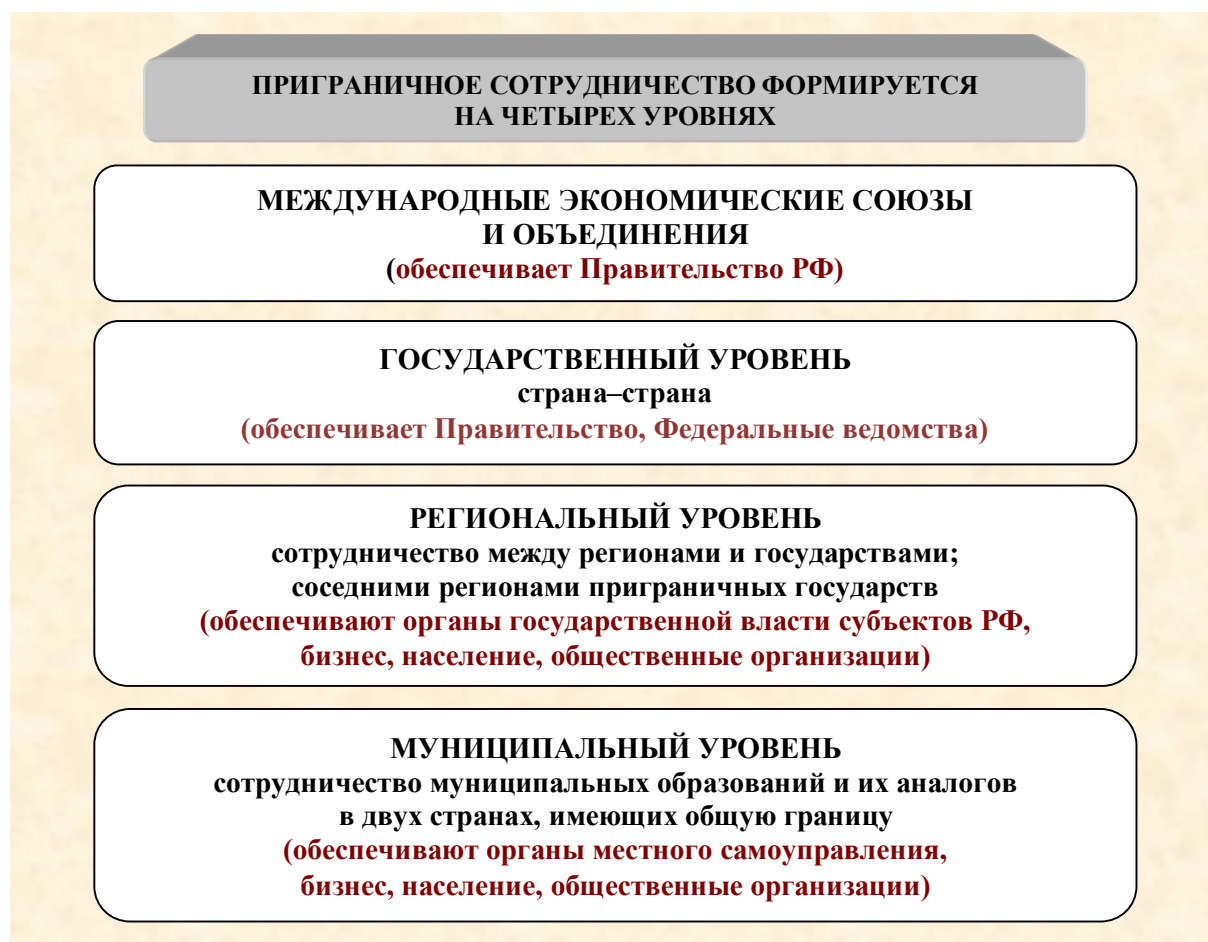 ПРИГРАНИЧНОЕ СОТРУДНИЧЕСТВО ФОРМИРУЕТСЯ
НА ЧЕТЫРЕХ УРОВНЯХ
МЕЖДУНАРОДНЫЕ ЭКОНОМИЧЕСКИЕ СОЮЗЫ
И ОБЪЕДИНЕНИЯ
(обеспечивает Правительство РФ)
ГОСУДАРСТВЕННЫЙ УРОВЕНЬ
страна–страна
(обеспечивает Правительство, Федеральные ведомства)
РЕГИОНАЛЬНЫЙ УРОВЕНЬ
сотрудничество между регионами и государствами;
соседними регионами приграничных государств
(обеспечивают органы государственной власти субъектов РФ,
бизнес, население, общественные организации)
МУНИЦИПАЛЬНЫЙ УРОВЕНЬ
сотрудничество муниципальных образований и их аналогов
в двух странах, имеющих общую границу
(обеспечивают органы местного самоуправления,
бизнес, население, общественные организации)